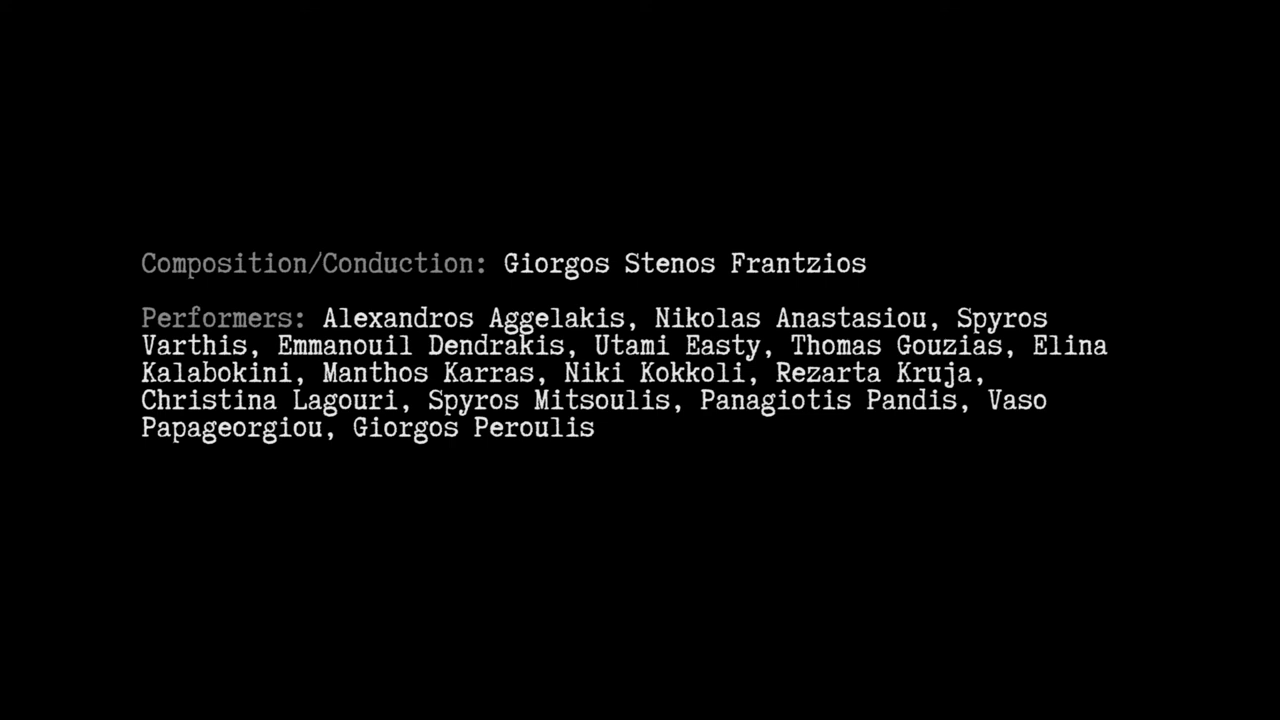 Composition/Conduction: Giorgos Stenos Frantzios
Performers: Alexandros Aggelakis, Nikolas Anastasiou, Spyros
Varthis, Emmanouil Dendrakis, Utami Easty, Thomas Gouzias, Elina
Kalabokini, Manthos Karras, Niki Kokkoli, Rezarta Kruja,
Christina Lagouri, Spyros Mitsoulis, Panagiotis Pandis, Vaso
Papageorgiou, Giorgos Peroulis